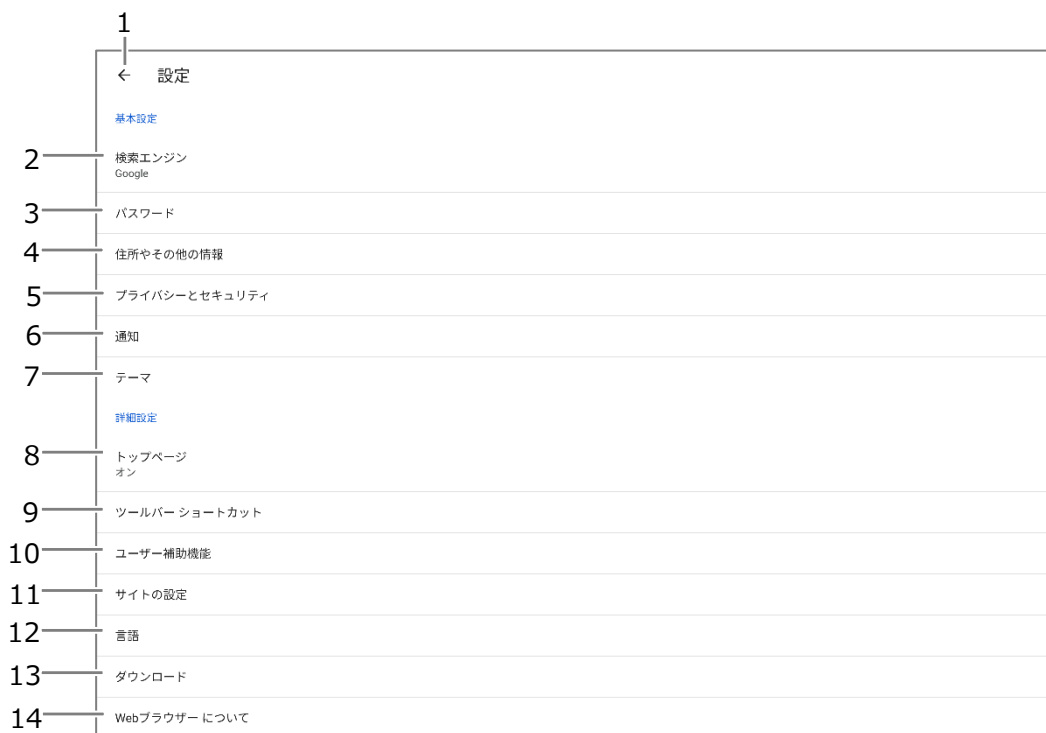 1
← 設定
基本設定
2 検索エンジン
Google
3 パスワード
4 住所やその他の情報
5 プライバシーとセキュリティ
6 通知
7 テーマ
詳細設定
8 トップページ
オン
9 ツールバー ショートカット
10 ユーザー補助機能
11 サイトの設定
12 言語
13 ダウンロード
14 Webブラウザー について